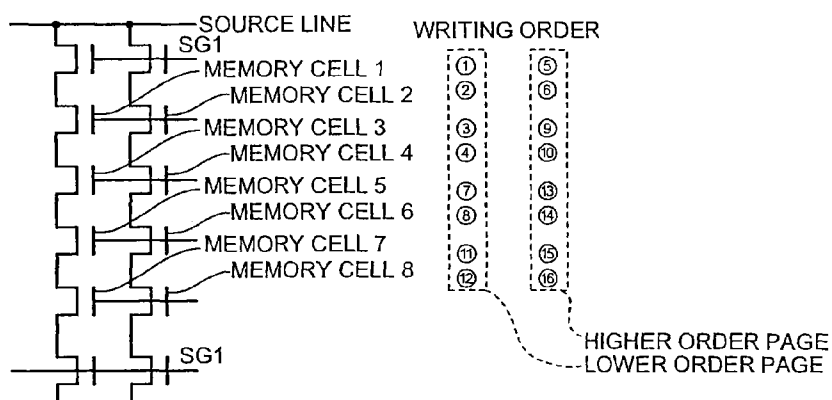 SOURCE LINE WRITING ORDER
SG1
MEMORY CELL 1 ① ⑤
MEMORY CELL 2 ② ⑥
MEMORY CELL 3 ③ ⑨
MEMORY CELL 4 ④ ⑩
MEMORY CELL 5 ⑦ ⑬
MEMORY CELL 6 ⑧ ⑭
MEMORY CELL 7 ⑪ ⑮
MEMORY CELL 8 ⑫ ⑯
HIGHER ORDER PAGE
SG1
LOWER ORDER PAGE